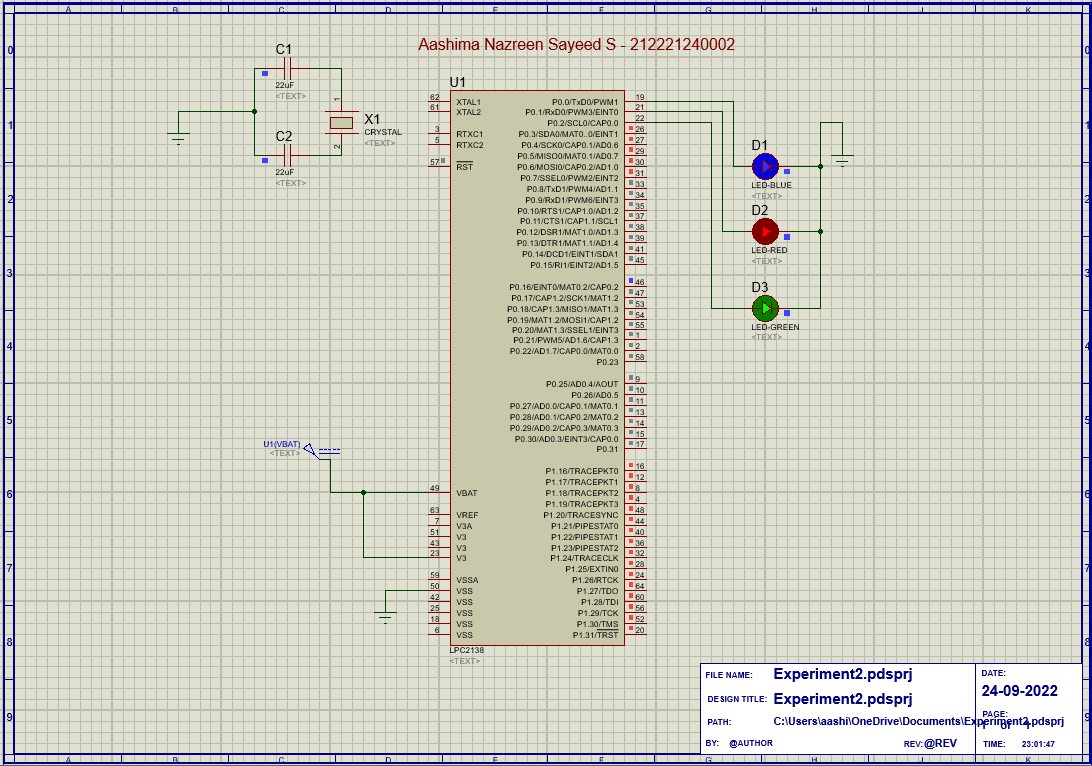 A B C D E F G H J K
0
1
2
3
4
5
6
7
8
9
Aashima Nazreen Sayeed S - 212221240002
C1
22uF
<TEXT>
C2
22uF
<TEXT>
X1
CRYSTAL
<TEXT>
1
2
U1
62 XTAL1
61 XTAL2
3 RTXC1
5 RTXC2
57 RST
U1(VBAT)
<TEXT>
49 VBAT
63 VREF
7 V3A
51 V3
43 V3
23 V3
59 VSSA
50 VSS
42 VSS
25 VSS
18 VSS
6 VSS
P0.0/TxD0/PWM1 19
P0.1/RxD0/PWM3/EINT0 21
P0.2/SCL0/CAP0.0 22
P0.3/SDA0/MAT0..0/EINT1 26
P0.4/SCK0/CAP0.1/AD0.6 27
P0.5/MISO0/MAT0.1/AD0.7 29
P0.6/MOSI0/CAP0.2/AD1.0 30
P0.7/SSEL0/PWM2/EINT2 31
P0.8/TxD1/PWM4/AD1.1 33
P0.9/RxD1/PWM6/EINT3 34
P0.10/RTS1/CAP1.0/AD1.2 35
P0.11/CTS1/CAP1.1/SCL1 37
P0.12/DSR1/MAT1.0/AD1.3 38
P0.13/DTR1/MAT1.1/AD1.4 39
P0.14/DCD1/EINT1/SDA1 41
P0.15/RI1/EINT2/AD1.5 45
P0.16/EINT0/MAT0.2/CAP0.2 46
P0.17/CAP1.2/SCK1/MAT1.2 47
P0.18/CAP1.3/MISO1/MAT1.3 53
P0.19/MAT1.2/MOSI1/CAP1.2 54
P0.20/MAT1.3/SSEL1/EINT3 55
P0.21/PWM5/AD1.6/CAP1.3 1
P0.22/AD1.7/CAP0.0/MAT0.0 2
P0.23 58
P0.25/AD0.4/AOUT 9
P0.26/AD0.5 10
P0.27/AD0.0/CAP0.1/MAT0.1 11
P0.28/AD0.1/CAP0.2/MAT0.2 13
P0.29/AD0.2/CAP0.3/MAT0.3 14
P0.30/AD0.3/EINT3/CAP0.0 15
P0.31 17
P1.16/TRACEPKT0 16
P1.17/TRACEPKT1 12
P1.18/TRACEPKT2 8
P1.19/TRACEPKT3 4
P1.20/TRACESYNC 48
P1.21/PIPESTAT0 44
P1.22/PIPESTAT1 40
P1.23/PIPESTAT2 36
P1.24/TRACECLK 32
P1.25/EXTIN0 28
P1.26/RTCK 24
P1.27/TDO 64
P1.28/TDI 60
P1.29/TCK 56
P1.30/TMS 52
P1.31/TRST 20
LPC2138
<TEXT>
D1
LED-BLUE
<TEXT>
D2
LED-RED
<TEXT>
D3
LED-GREEN
<TEXT>
FILE NAME: Experiment2.pdsprj
DESIGN TITLE: Experiment2.pdsprj
PATH: C:\Users\aashi\OneDrive\Documents\Experiment2.pdsprj
BY: @AUTHOR REV: @REV
DATE:
24-09-2022
PAGE:
1 of 1
TIME: 23:01:47
A B C D E F G H J K